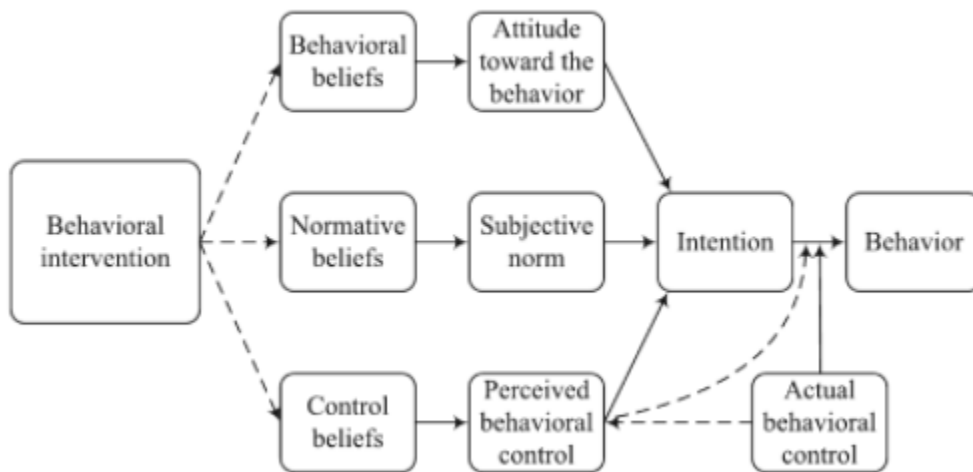 Behavioral
beliefs
Attitude
toward the
behavior
Behavioral
intervention
Normative
beliefs
Subjective
norm
Intention
Behavior
Control
beliefs
Perceived
behavioral
control
Actual
behavioral
control